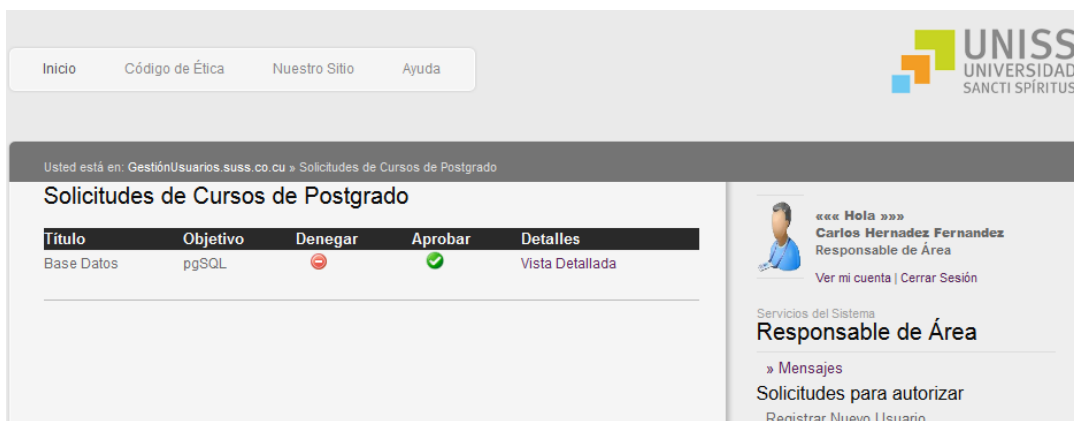 Inicio Código de Ética Nuestro Sitio Ayuda
UNISS
UNIVERSIDAD
SANCTI SPÍRITUS
Usted está en: GestiónUsuarios.suss.co.cu » Solicitudes de Cursos de Postgrado
Solicitudes de Cursos de Postgrado
Título Objetivo Denegar Aprobar Detalles
Base Datos pgSQL Vista Detallada
««« Hola »»»
Carlos Hernadez Fernandez
Responsable de Área
Ver mi cuenta | Cerrar Sesión
Servicios del Sistema
Responsable de Área
» Mensajes
Solicitudes para autorizar
Registrar Nuevo Usuario